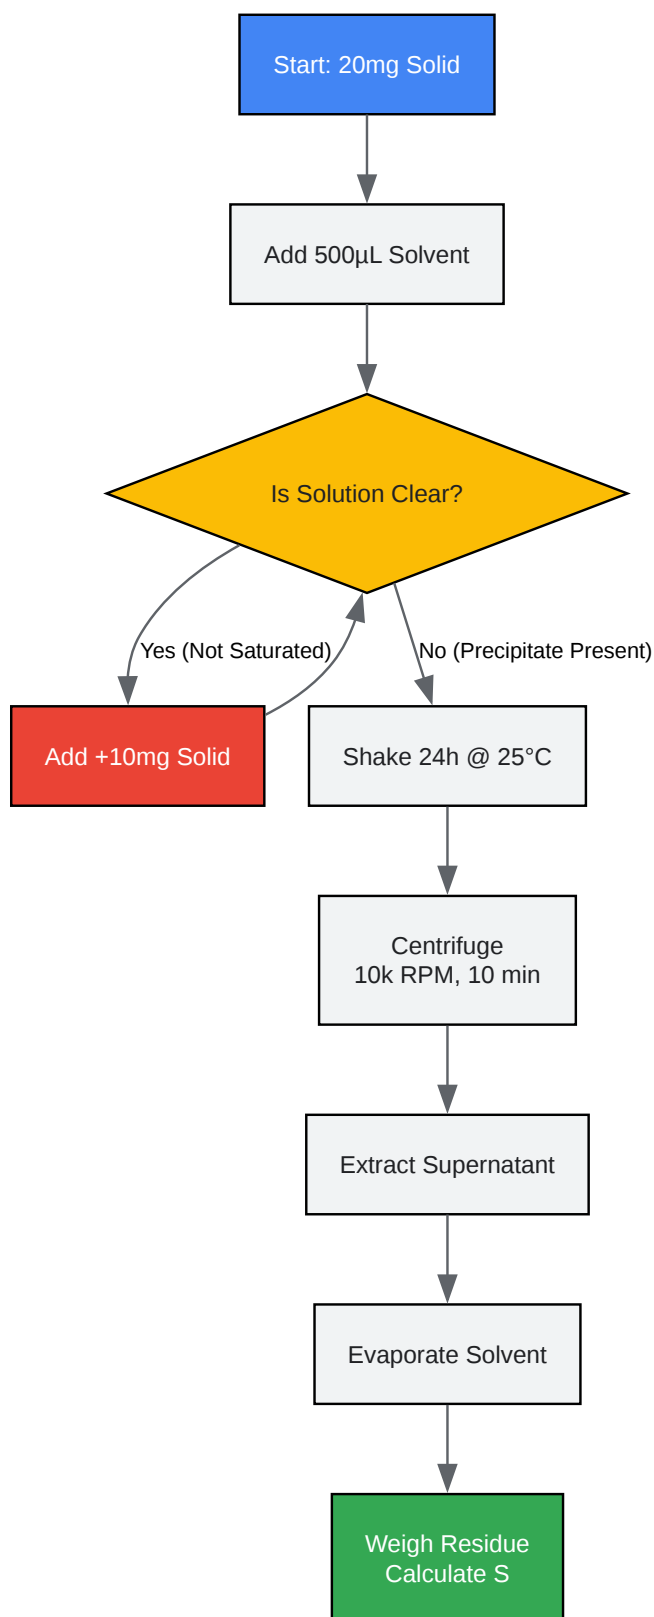 Start: 20mg Solid
Add 500µL Solvent
Is Solution Clear?
Yes (Not Saturated)
No (Precipitate Present)
Add +10mg Solid
Shake 24h @ 25°C
Centrifuge
10k RPM, 10 min
Extract Supernatant
Evaporate Solvent
Weigh Residue
Calculate S